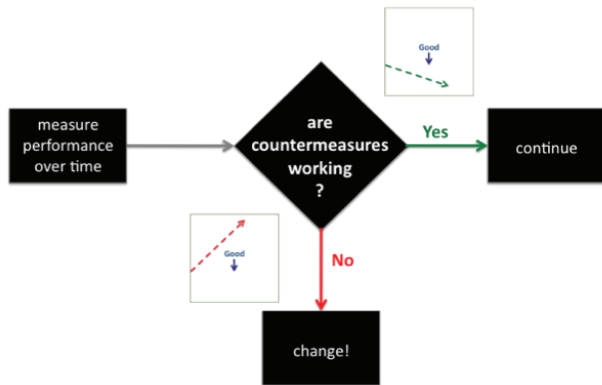 Good
measure
performance
over time
are
countermeasures
working
?
Yes
continue
Good
No
change!